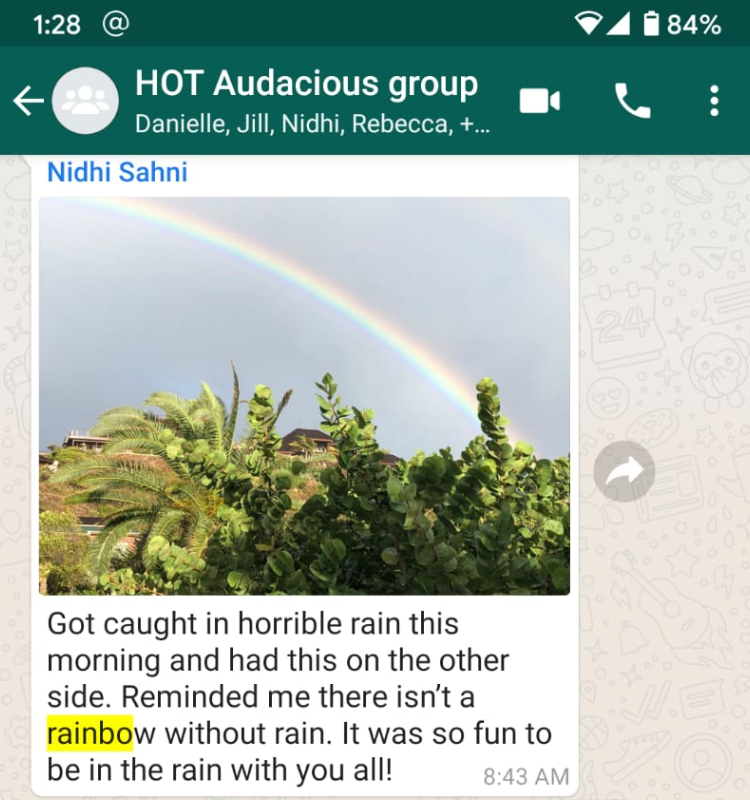 1:28 @ 84%
HOT Audacious group
Danielle, Jill, Nidhi, Rebecca, +...
Nidhi Sahni
Got caught in horrible rain this
morning and had this on the other
side. Reminded me there isn't a
rainbow without rain. It was so fun to
be in the rain with you all!
8:43 AM
24